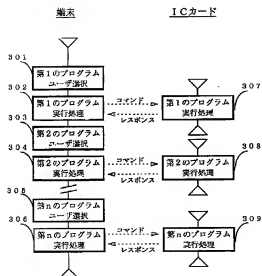 端末 ICカード
301
第1のプログラム
ユーザ選択
302
307
第1のプログラム
実行処理
コマンド
レスポンス
第1のプログラム
実行処理
303
第2のプログラム
ユーザ選択
304
308
第2のプログラム
実行処理
コマンド
レスポンス
第2のプログラム
実行処理
305
第nのプログラム
ユーザ選択
306
309
第nのプログラム
実行処理
コマンド
レスポンス
第nのプログラム
実行処理